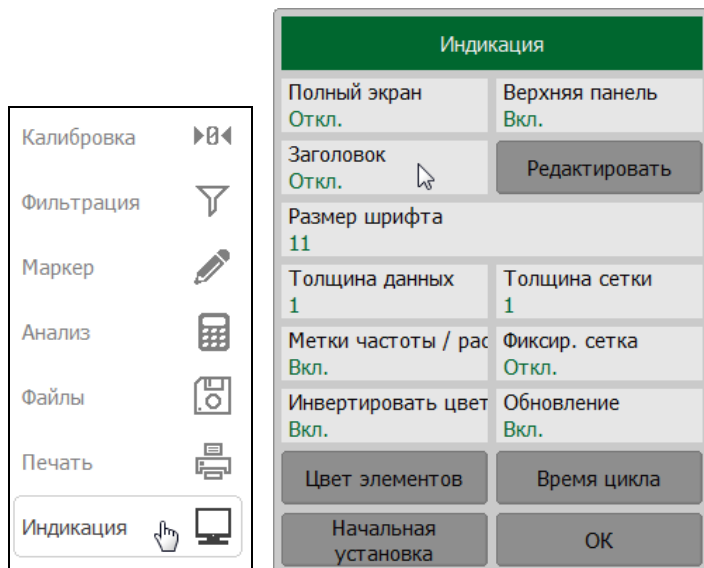 Калибровка
Фильтрация
Маркер
Анализ
Файлы
Печать
Индикация
Индикация
Полный экран
Откл.
Верхняя панель
Вкл.
Заголовок
Откл.
Редактировать
Размер шрифта
11
Толщина данных
1
Толщина сетки
1
Метки частоты / рас
Вкл.
Фиксир. сетка
Откл.
Инвертировать цвет
Вкл.
Обновление
Вкл.
Цвет элементов
Время цикла
Начальная
установка
ОК